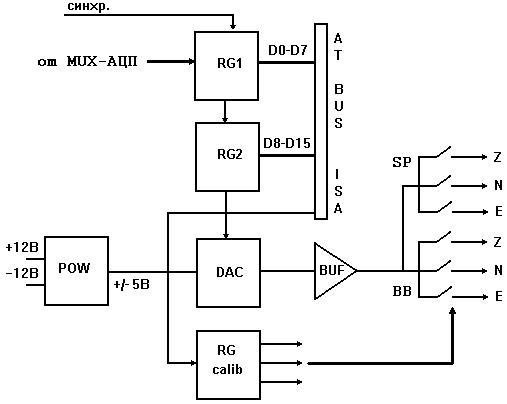 синхр.
от MUX-АЦП
RG1
D0-D7
AT BUS ISA
RG2
D8-D15
SP
Z
N
E
+12В
-12В
POW
+/-5В
DAC
BUF
BB
Z
N
E
RG
calib